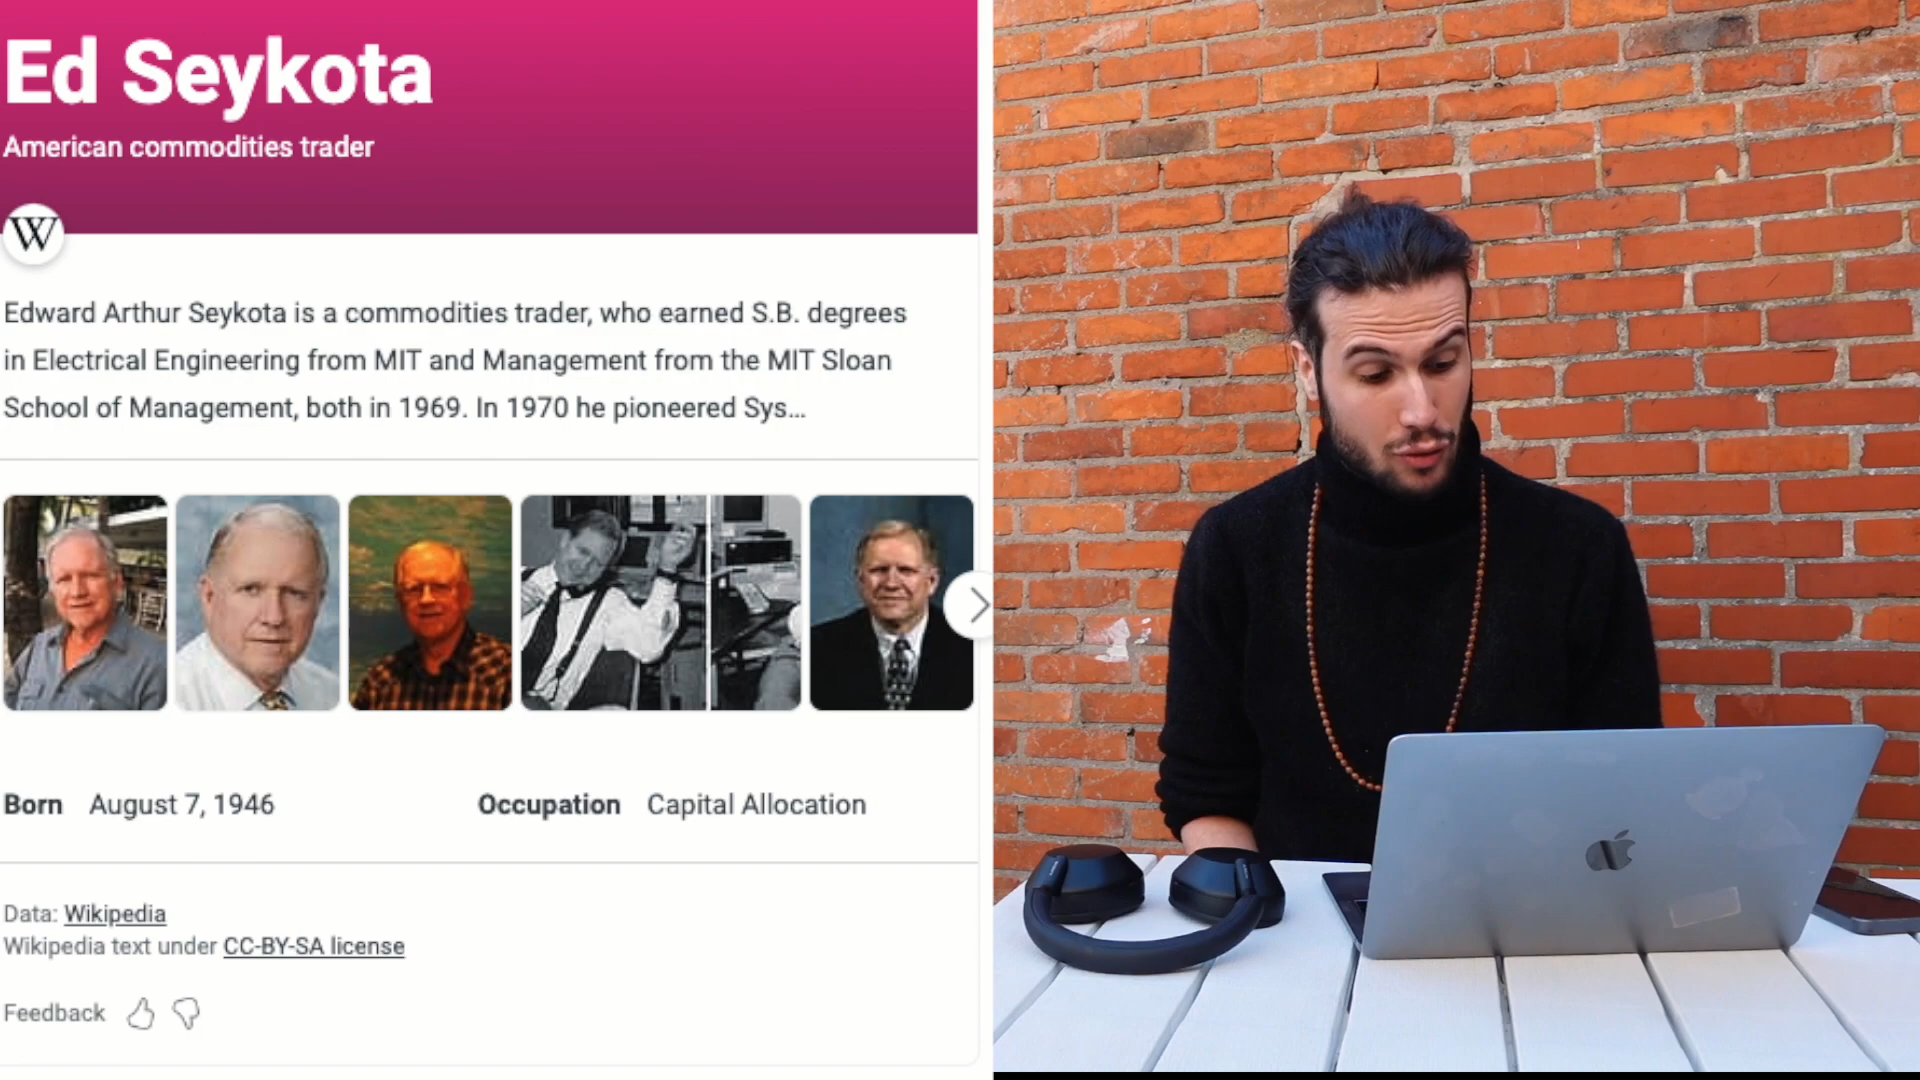 Ed Seykota
American commodities trader
W
Edward Arthur Seykota is a commodities trader, who earned S.B. degrees
in Electrical Engineering from MIT and Management from the MIT Sloan
School of Management, both in 1969. In 1970 he pioneered Sys...
Born August 7, 1946 Occupation Capital Allocation
Data: Wikipedia
Wikipedia text under CC-BY-SA license
Feedback